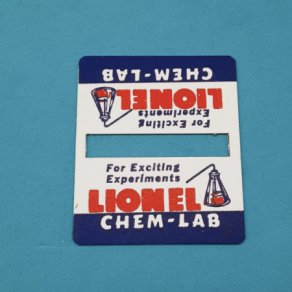 CHEM-LAB
LIONEL
For Exciting
Experiments
For Exciting
Experiments
LIONEL
CHEM-LAB